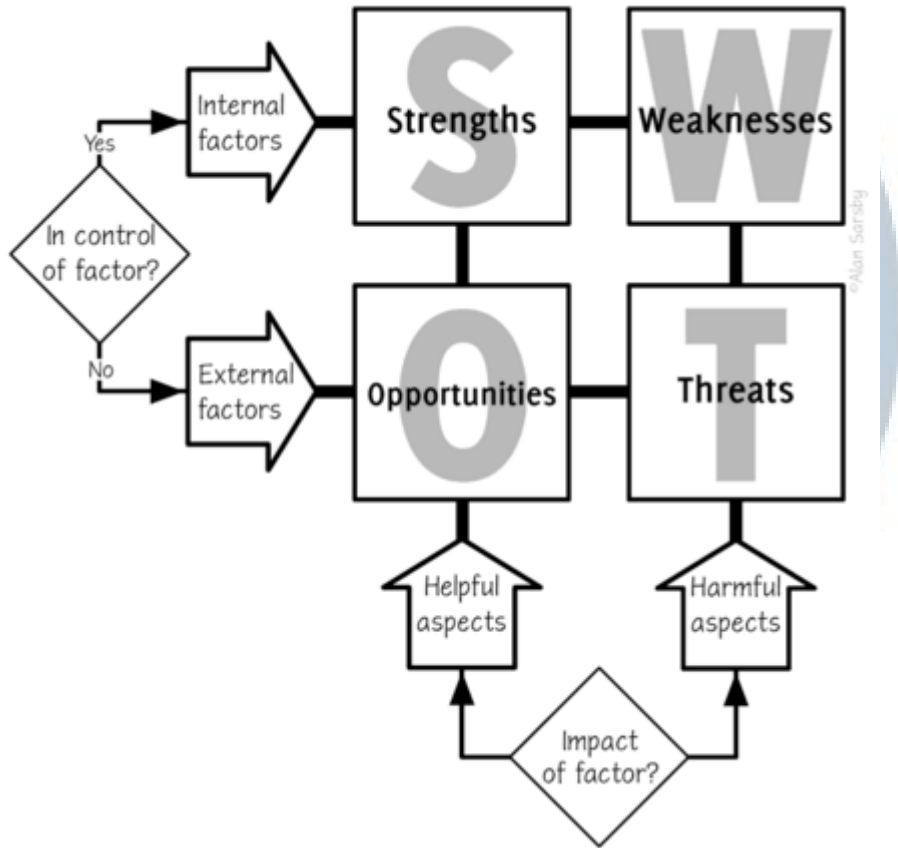 S
W
Internal
factors
Strengths
Weaknesses
Yes
In control
of factor?
©Alan Sarsby
No
O
T
External
factors
Opportunities
Threats
Helpful
aspects
Harmful
aspects
Impact
of factor?